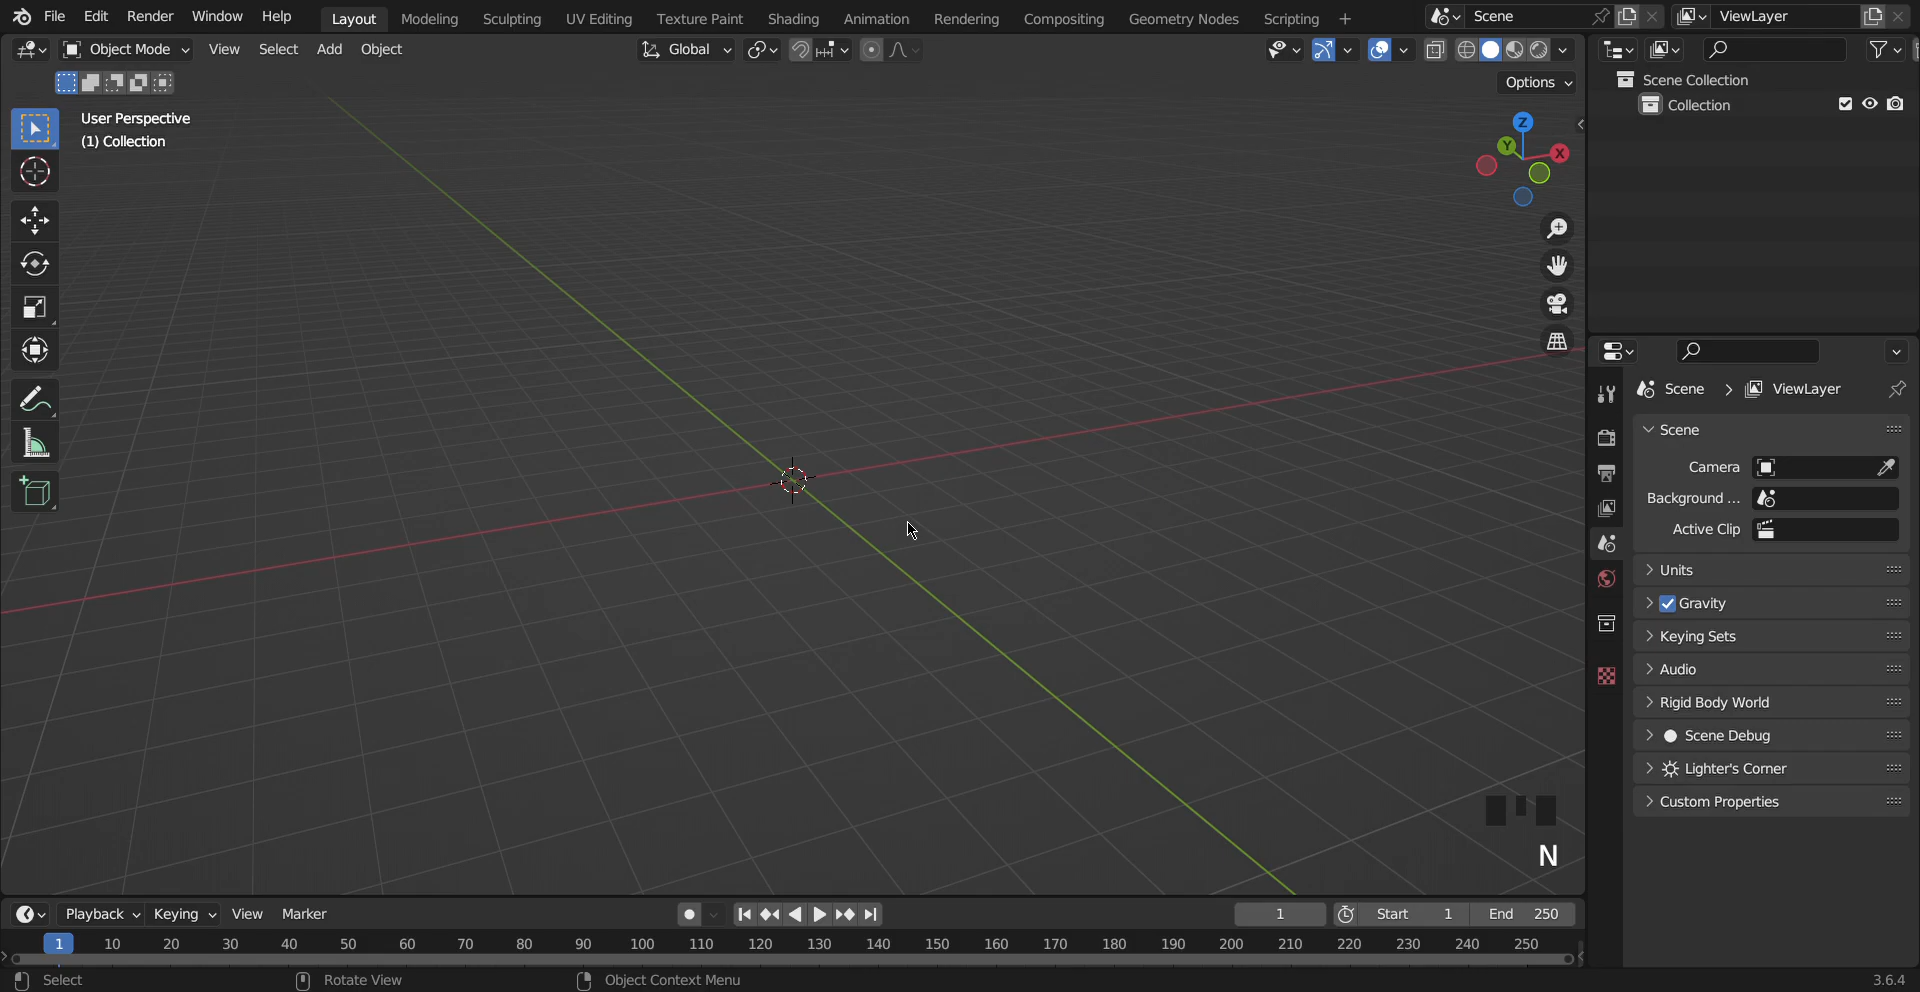 File Edit Render Window Help Layout Modeling Sculpting UV Editing Texture Paint Shading Animation Rendering Compositing Geometry Nodes Scripting + Scene ViewLayer
Object Mode View Select Add Object Global
Options
User Perspective
(1) Collection
Z
Y X
Scene Collection
Collection
Scene > ViewLayer
Scene
Camera
Background ...
Active Clip
Units
Gravity
Keying Sets
Audio
Rigid Body World
Scene Debug
Lighter's Corner
Custom Properties
N
Playback Keying View Marker 1 Start 1 End 250
1 10 20 30 40 50 60 70 80 90 100 110 120 130 140 150 160 170 180 190 200 210 220 230 240 250
Select Rotate View Object Context Menu 3.6.4